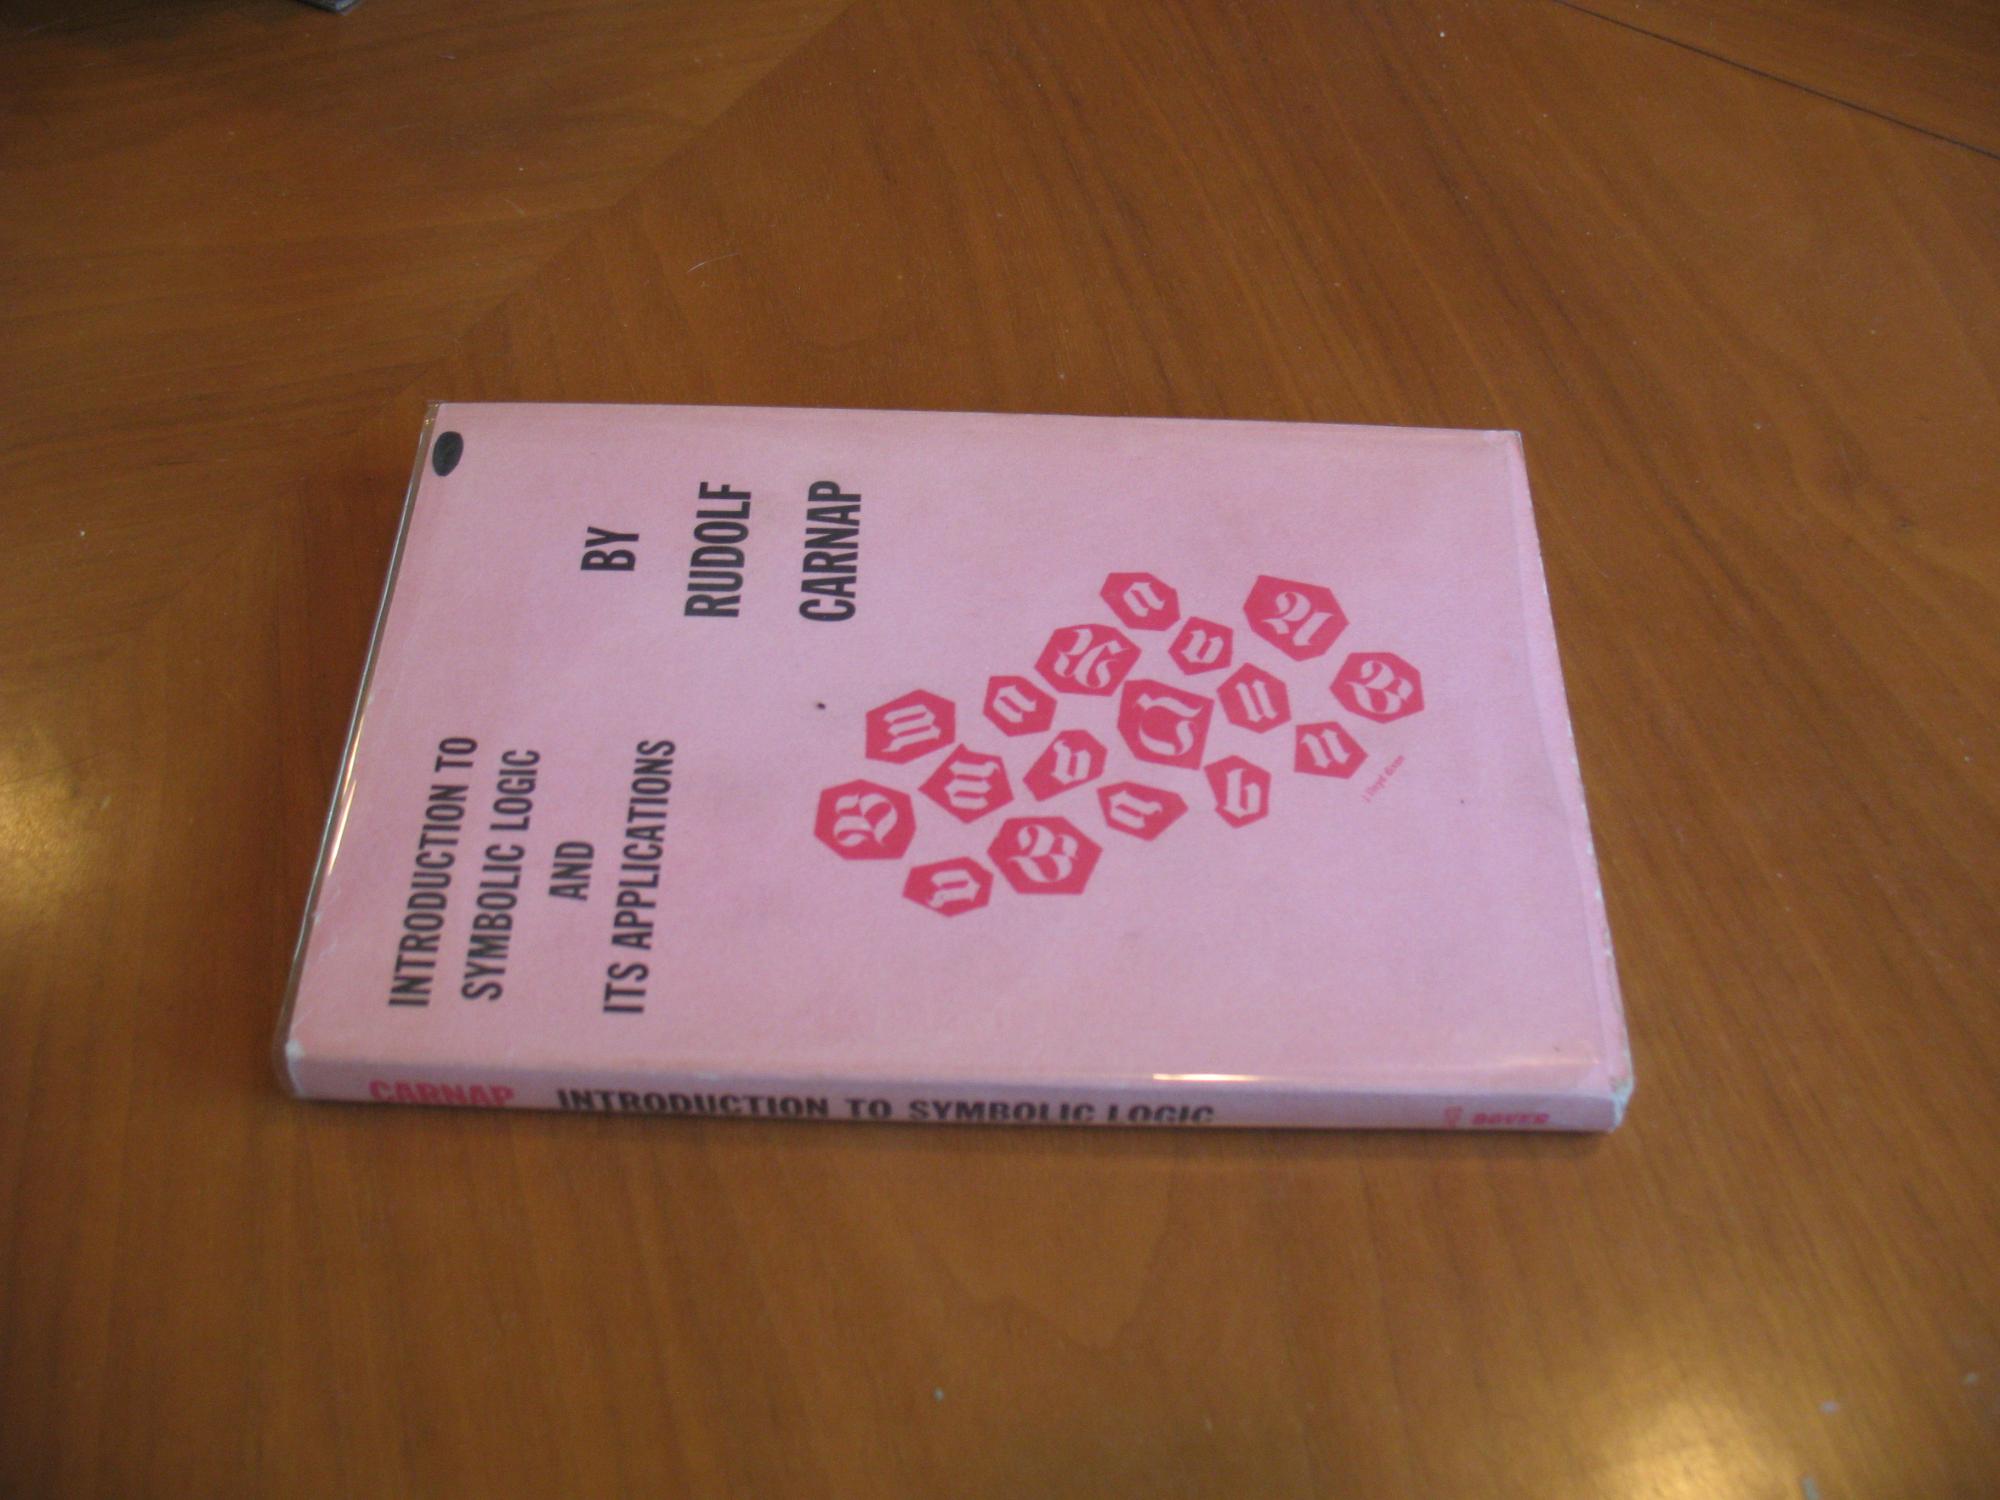 INTRODUCTION TO
SYMBOLIC LOGIC
AND
ITS APPLICATIONS
BY
RUDOLF
CARNAP
CARNAP INTRODUCTION TO SYMBOLIC LOGIC DOVER